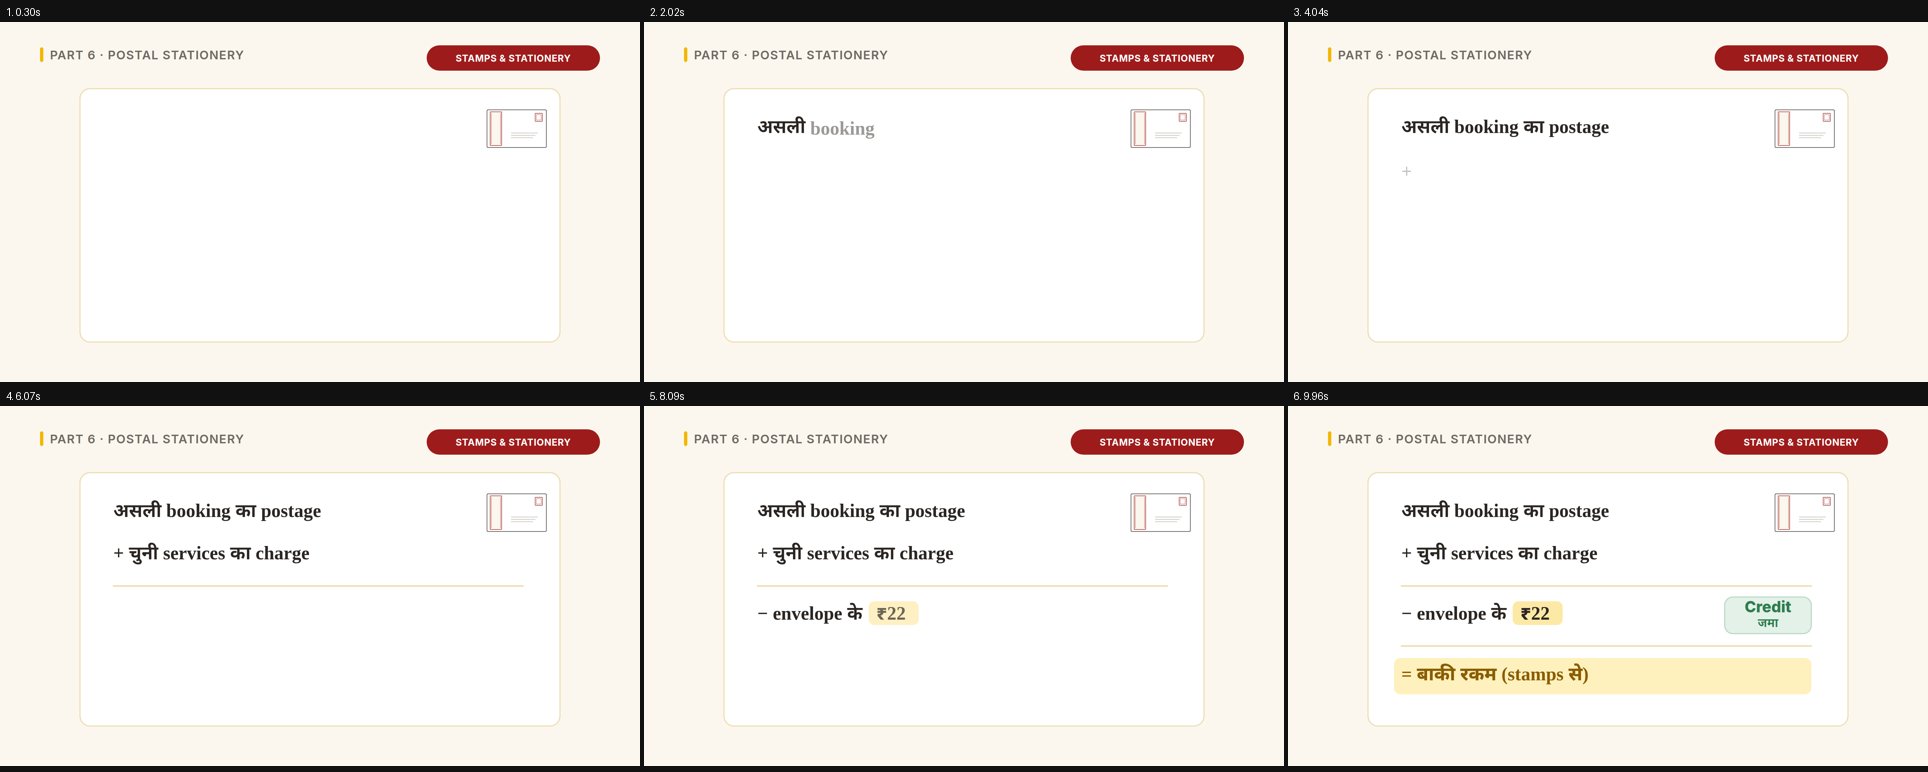 1. 0.30s
PART 6 · POSTAL STATIONERY
STAMPS & STATIONERY
2. 2.02s
PART 6 · POSTAL STATIONERY
STAMPS & STATIONERY
असली booking
3. 4.04s
PART 6 · POSTAL STATIONERY
STAMPS & STATIONERY
असली booking का postage
+
4. 6.07s
PART 6 · POSTAL STATIONERY
STAMPS & STATIONERY
असली booking का postage
+ चुनी services का charge
5. 8.09s
PART 6 · POSTAL STATIONERY
STAMPS & STATIONERY
असली booking का postage
+ चुनी services का charge
− envelope के ₹22
6. 9.96s
PART 6 · POSTAL STATIONERY
STAMPS & STATIONERY
असली booking का postage
+ चुनी services का charge
− envelope के ₹22
Credit
जमा
= बाकी रकम (stamps से)